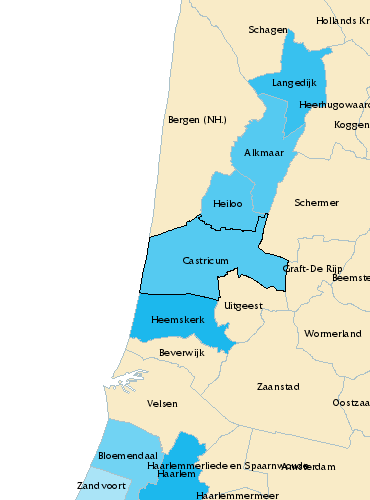 Hollands Kr
Schagen
Langedijk
Heerhugowaard
Bergen (NH.)
Koggen
Alkmaar
Heiloo
Schermer
Castricum
Graft-De Rijp
Beemste
Uitgeest
Heemskerk
Wormerland
Beverwijk
Zaanstad
Velsen
Oostzaa
Bloemendaal
Haarlemmerliede en Spaarnwoude
Amsterdam
Haarlem
Zandvoort
Haarlemmermeer